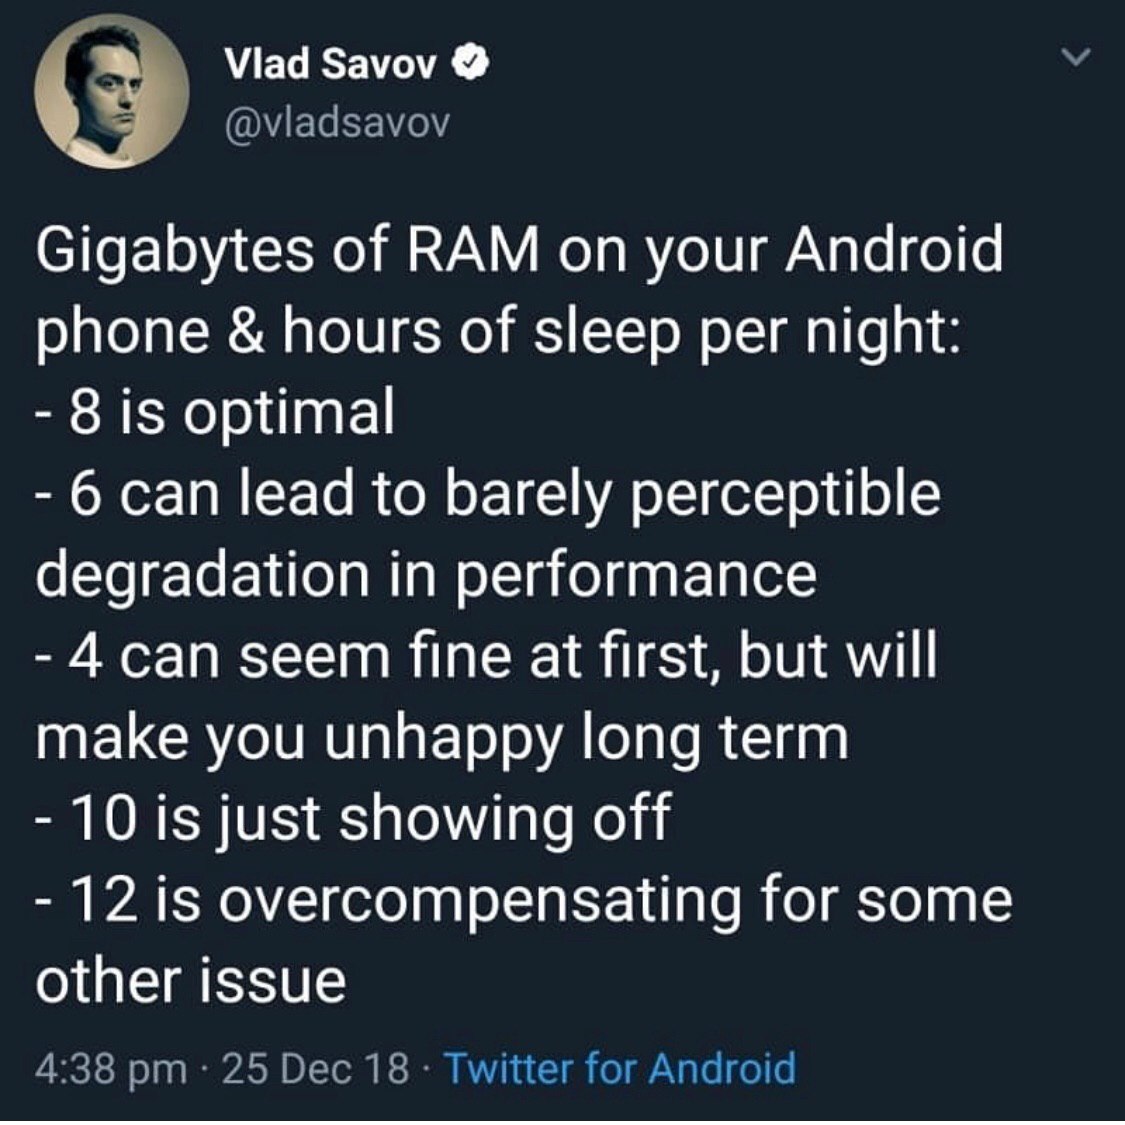 Vlad Savov
@vladsavov
Gigabytes of RAM on your Android
phone & hours of sleep per night:
- 8 is optimal
- 6 can lead to barely perceptible
degradation in performance
- 4 can seem fine at first, but will
make you unhappy long term
- 10 is just showing off
- 12 is overcompensating for some
other issue
4:38 pm · 25 Dec 18 · Twitter for Android